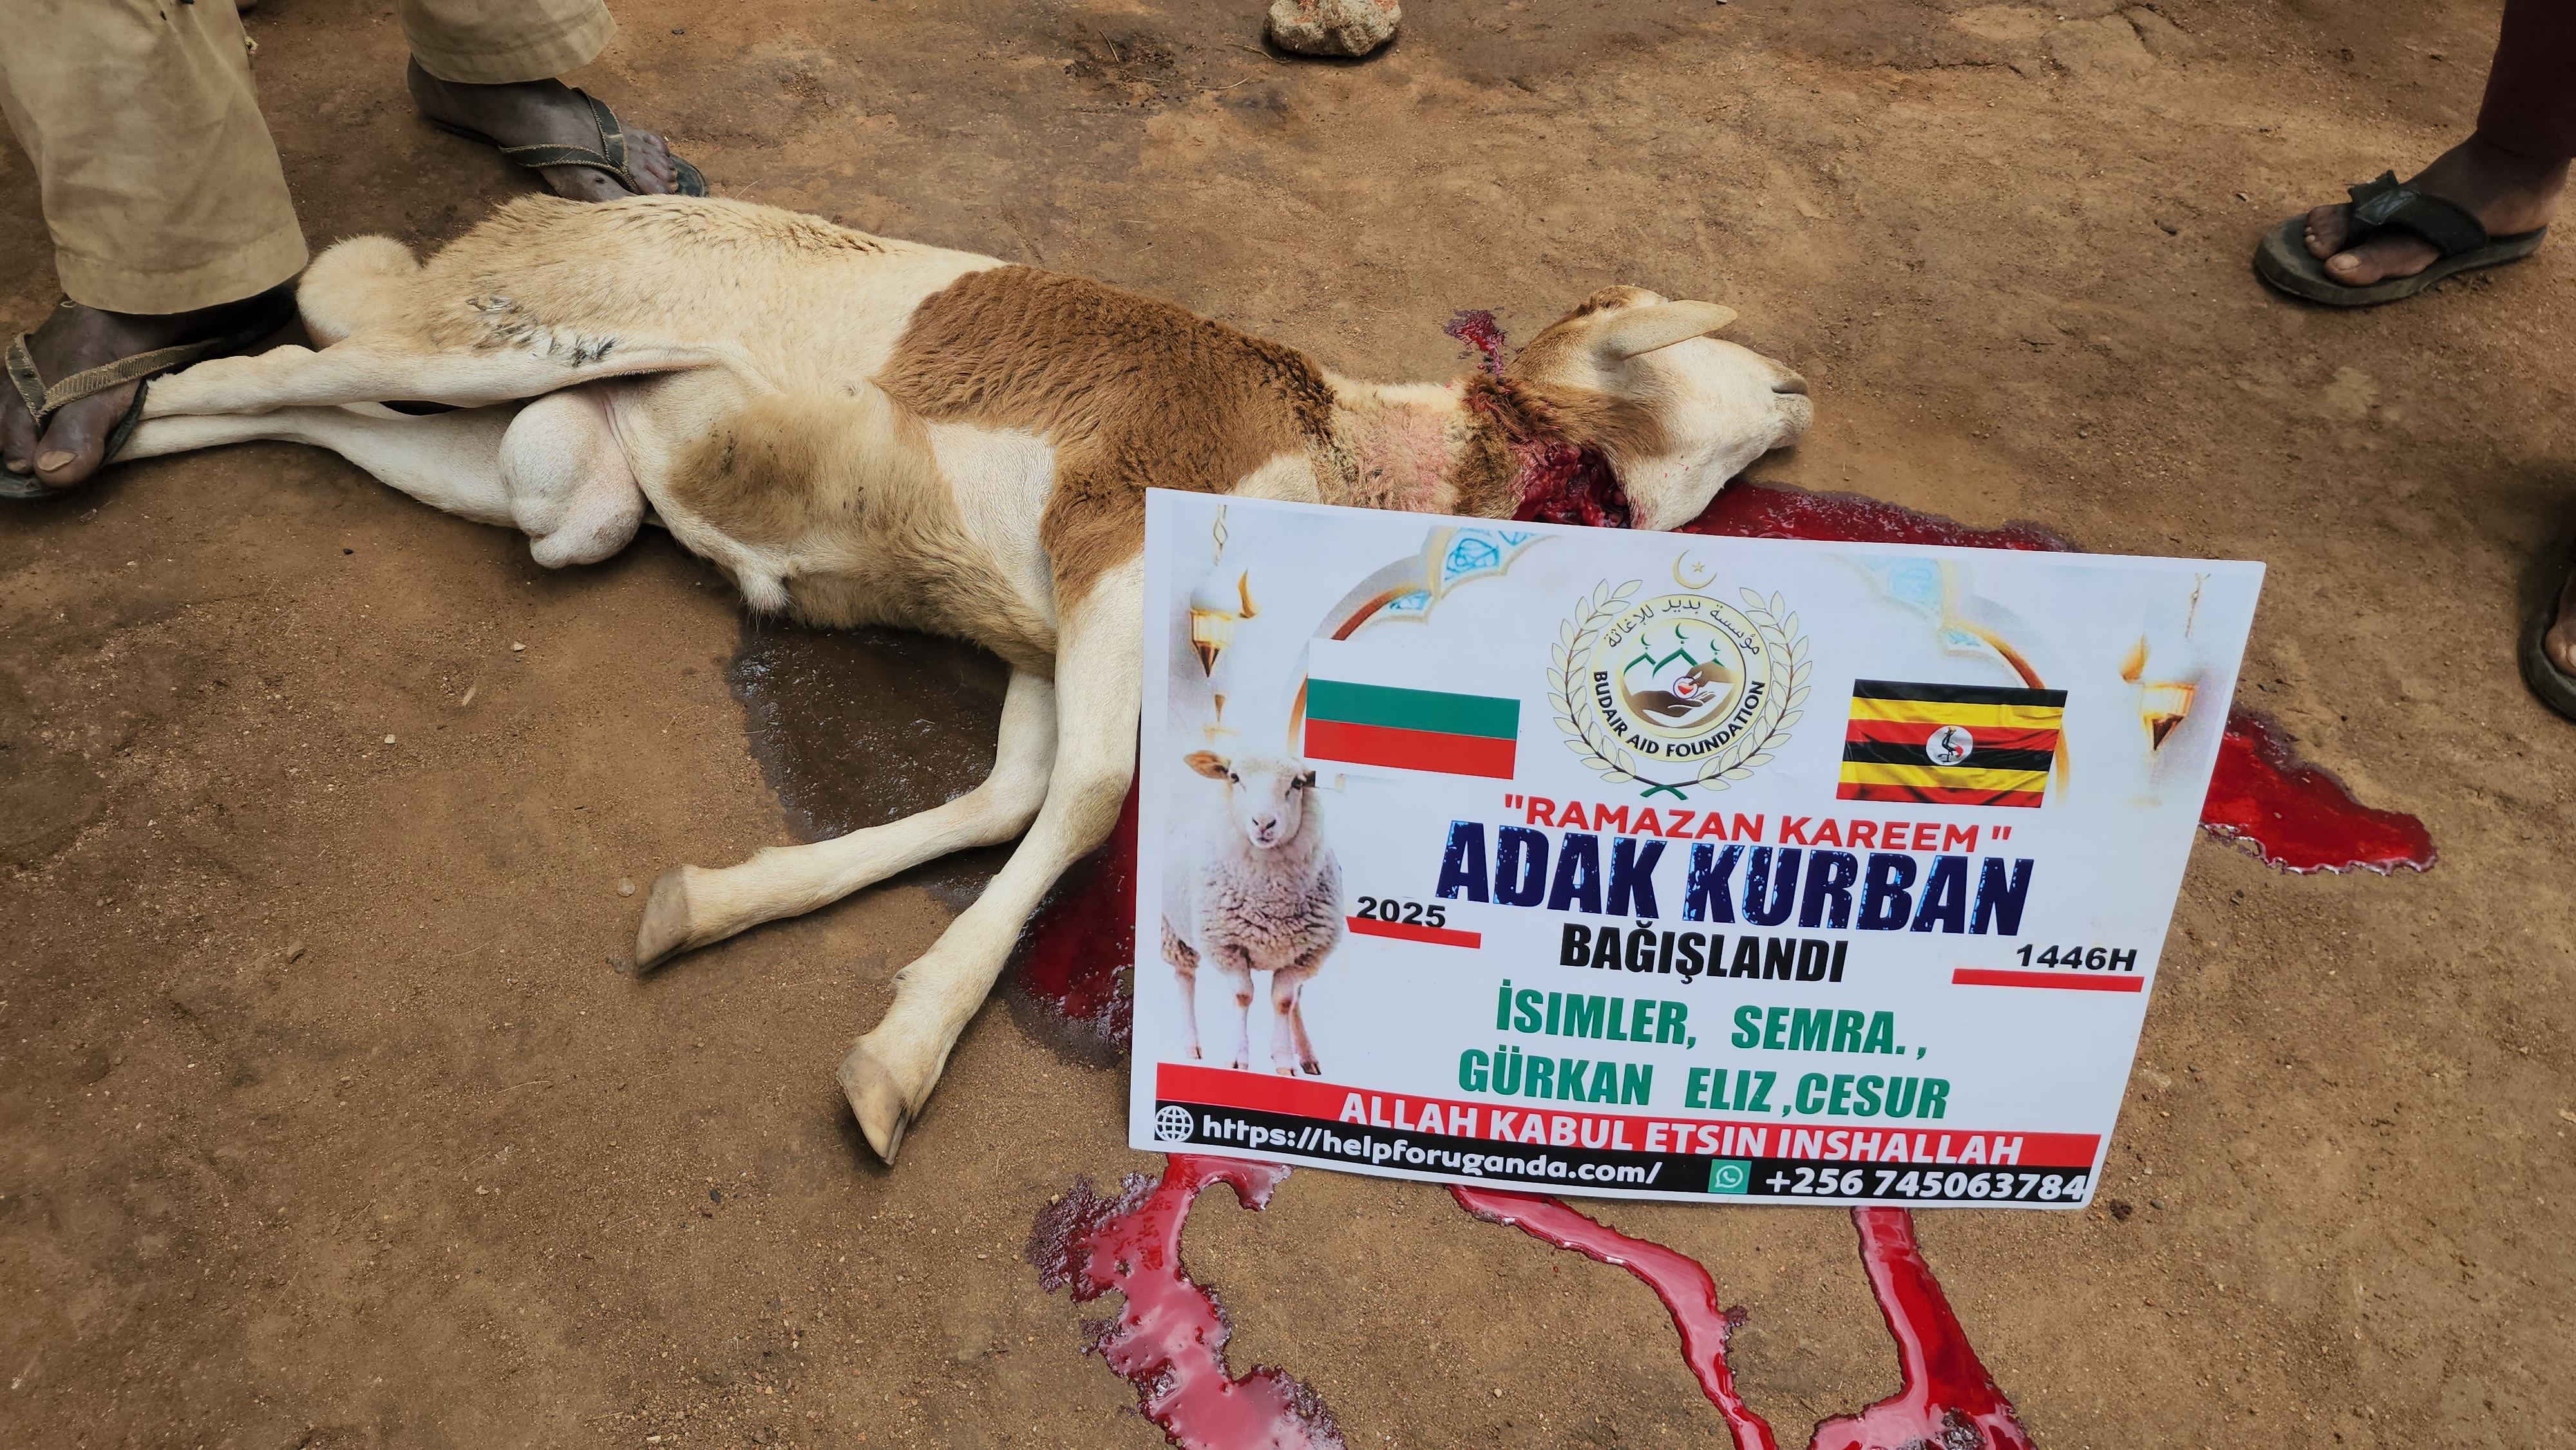 مؤسسة بدير للإغاثة
BUDAIR AID FOUNDATION
"RAMAZAN KAREEM"
ADAK KURBAN
2025
BAĞIŞLANDI
1446H
İSIMLER, SEMRA.,
GÜRKAN ELIZ,CESUR
ALLAH KABUL ETSIN INSHALLAH
https://helpforuganda.com/ +256 745063784